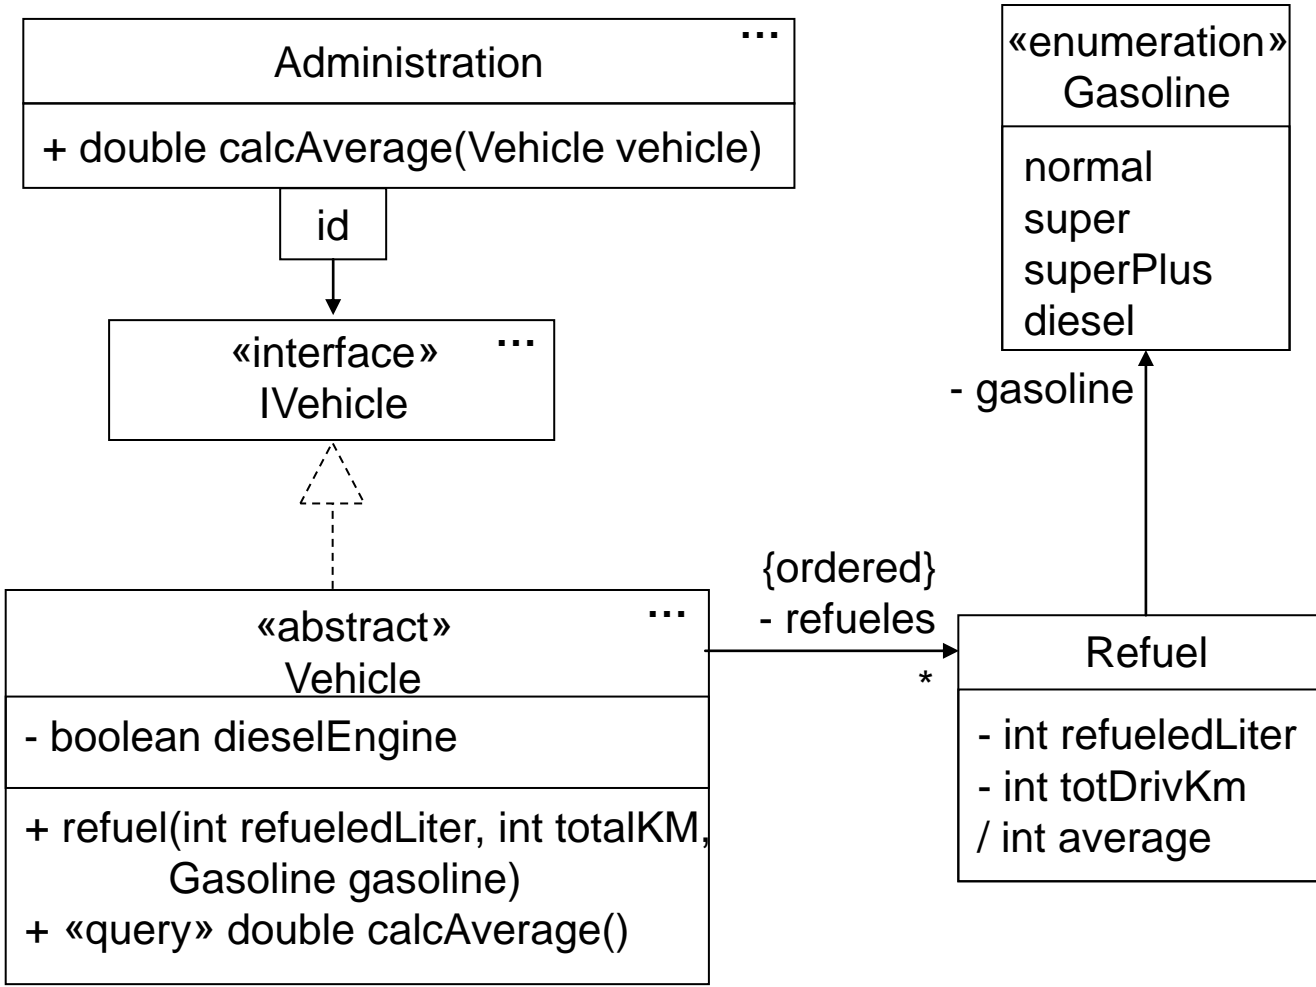 ...
Administration
+ double calcAverage(Vehicle vehicle)
id
«interface»
...
IVehicle
«enumeration»
Gasoline
normal
super
superPlus
diesel
- gasoline
...
«abstract»
Vehicle
- boolean dieselEngine
+ refuel(int refueledLiter, int totalKM,
Gasoline gasoline)
+ «query» double calcAverage()
{ordered}
- refueles
*
Refuel
- int refueledLiter
- int totDrivKm
/ int average